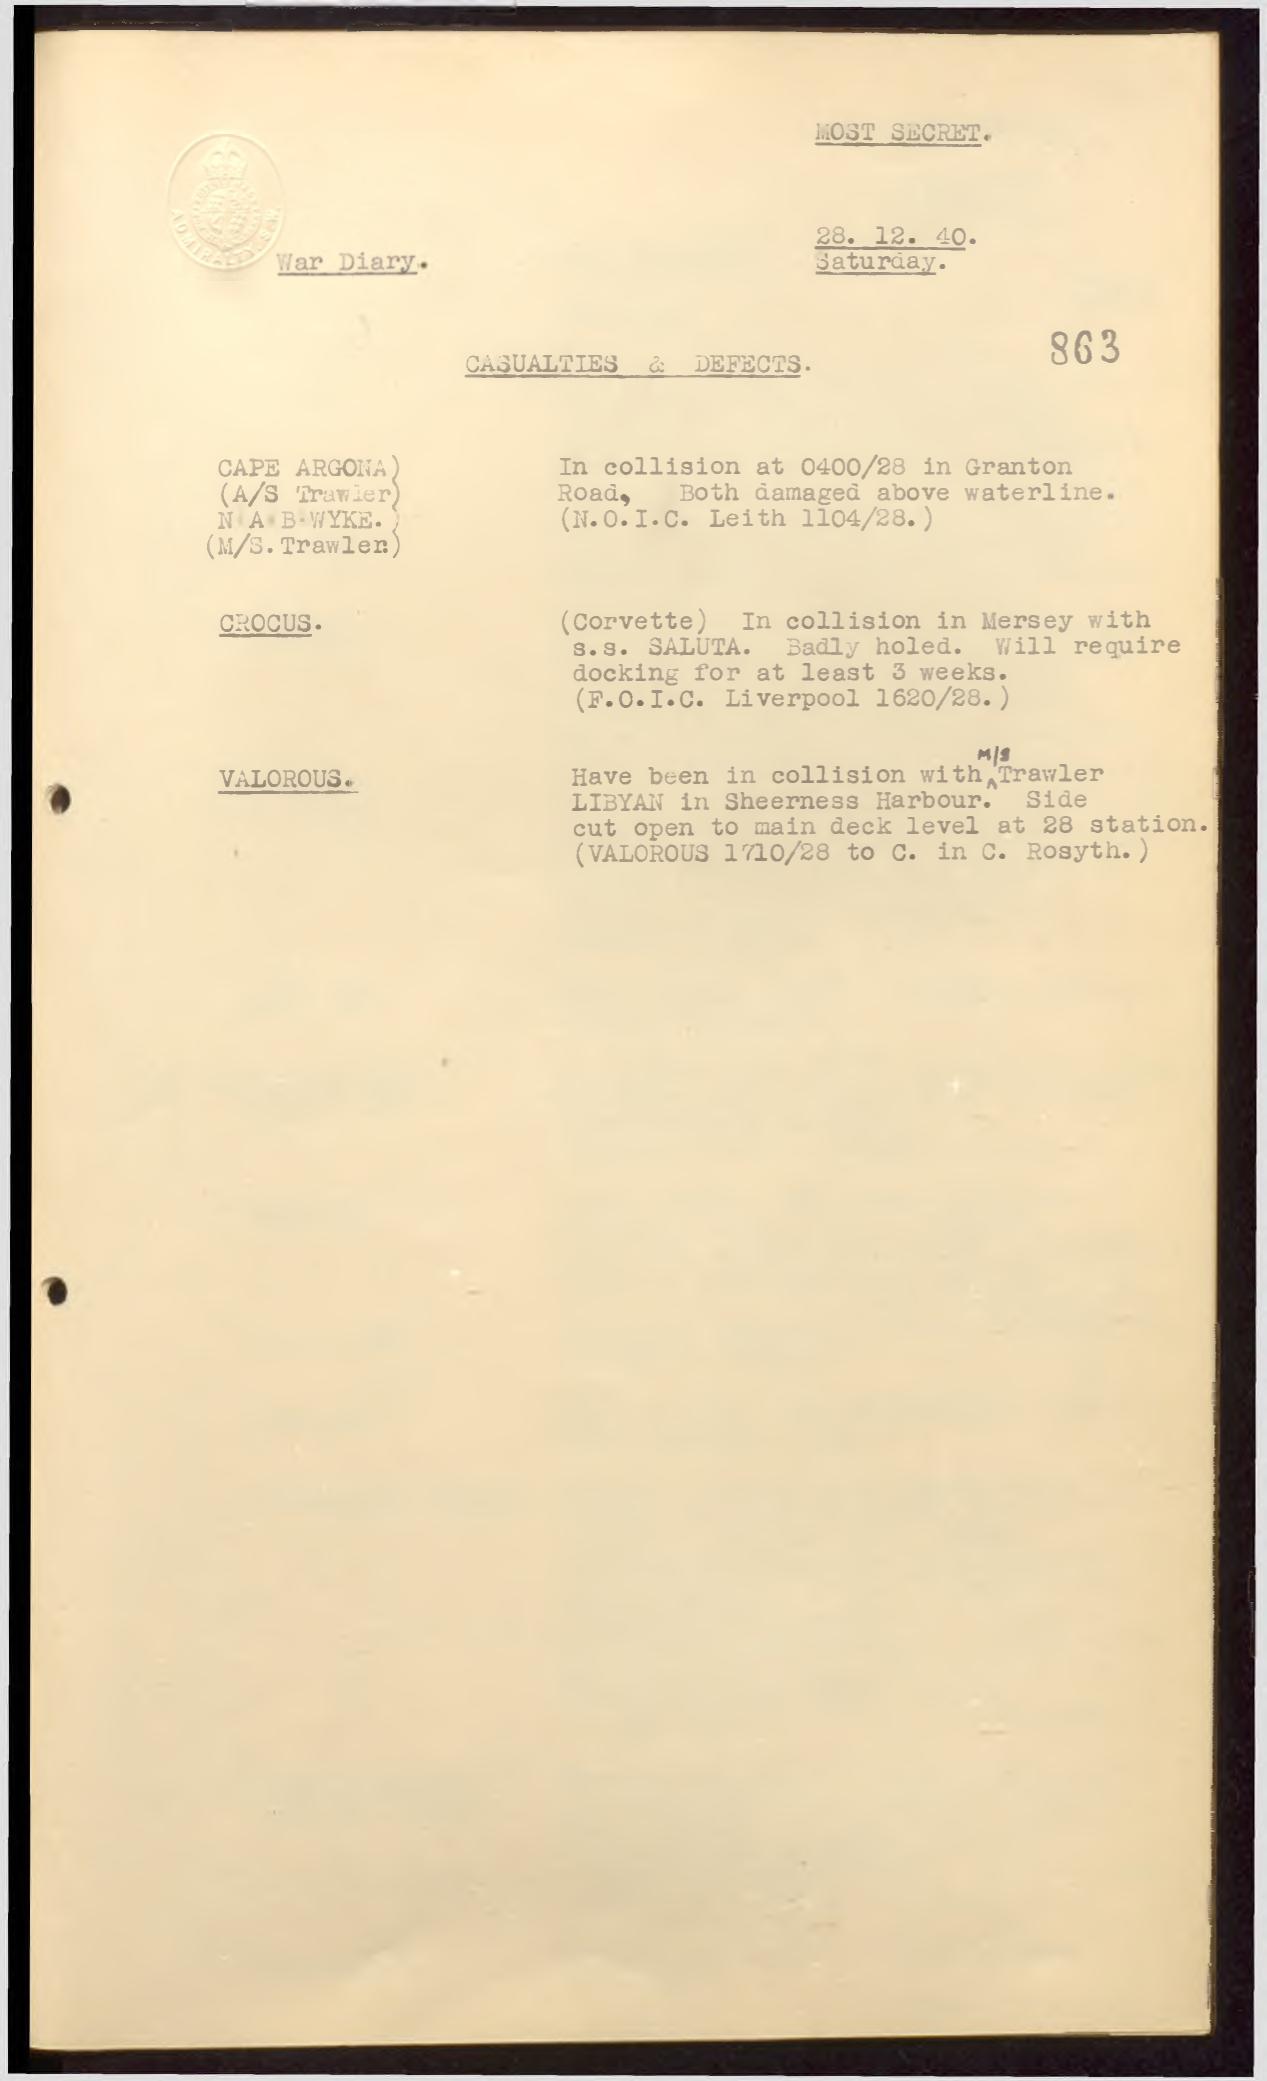 MOST SECRET.
28. 12. 40.
ADMIRALTY. S.W.
War Diary.
Saturday.
863
CASUALTIES & DEFECTS.
CAPE ARGONA) In collision at 0400/28 in Granton
(A/S Trawler) Road, Both damaged above waterline.
N A B WYKE. ) (N.O.I.C. Leith 1104/28.)
(M/S. Trawler.)
CROCUS. (Corvette) In collision in Mersey with
s.s. SALUTA. Badly holed. Will require
docking for at least 3 weeks.
(F.O.I.C. Liverpool 1620/28.)
M/S
VALOROUS. Have been in collision with Trawler
LIBYAN in Sheerness Harbour. Side
cut open to main deck level at 28 station.
(VALOROUS 1710/28 to C. in C. Rosyth.)